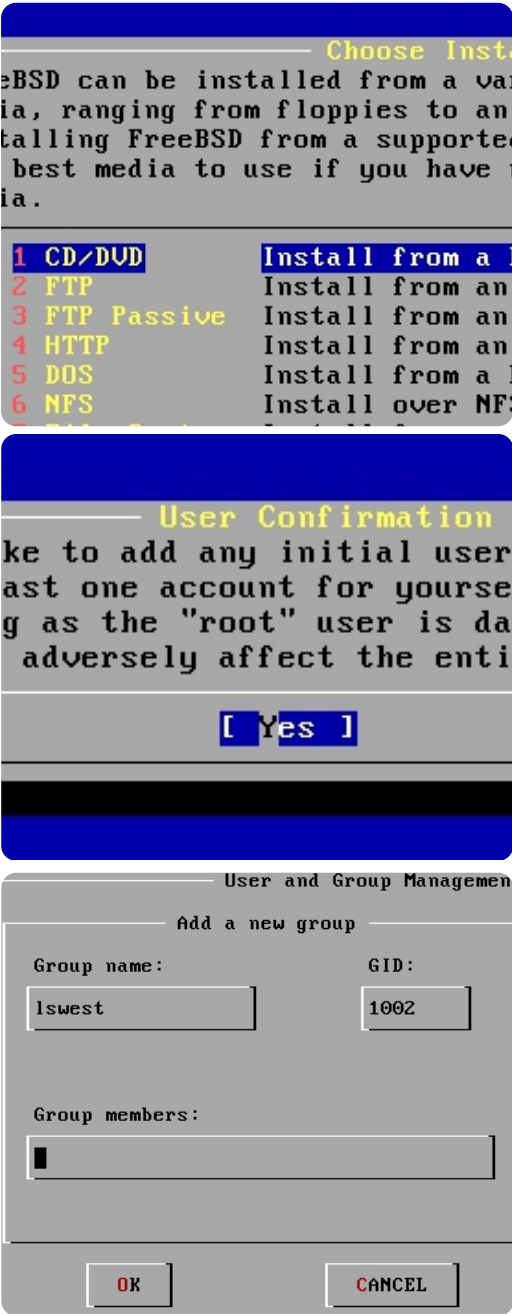 Choose Inst
eBSD can be installed from a va
ia, ranging from floppies to an
talling FreeBSD from a supporte
best media to use if you have
ia.
1 CD/DVD Install from a
2 FTP Install from an
3 FTP Passive Install from an
4 HTTP Install from an
5 DOS Install from a
6 NFS Install over NFS
User Confirmation
ke to add any initial user
ast one account for yourse
g as the "root" user is da
adversely affect the enti
[ Yes ]
User and Group Managemen
Add a new group
Group name: GID:
lswest 1002
Group members:
OK CANCEL